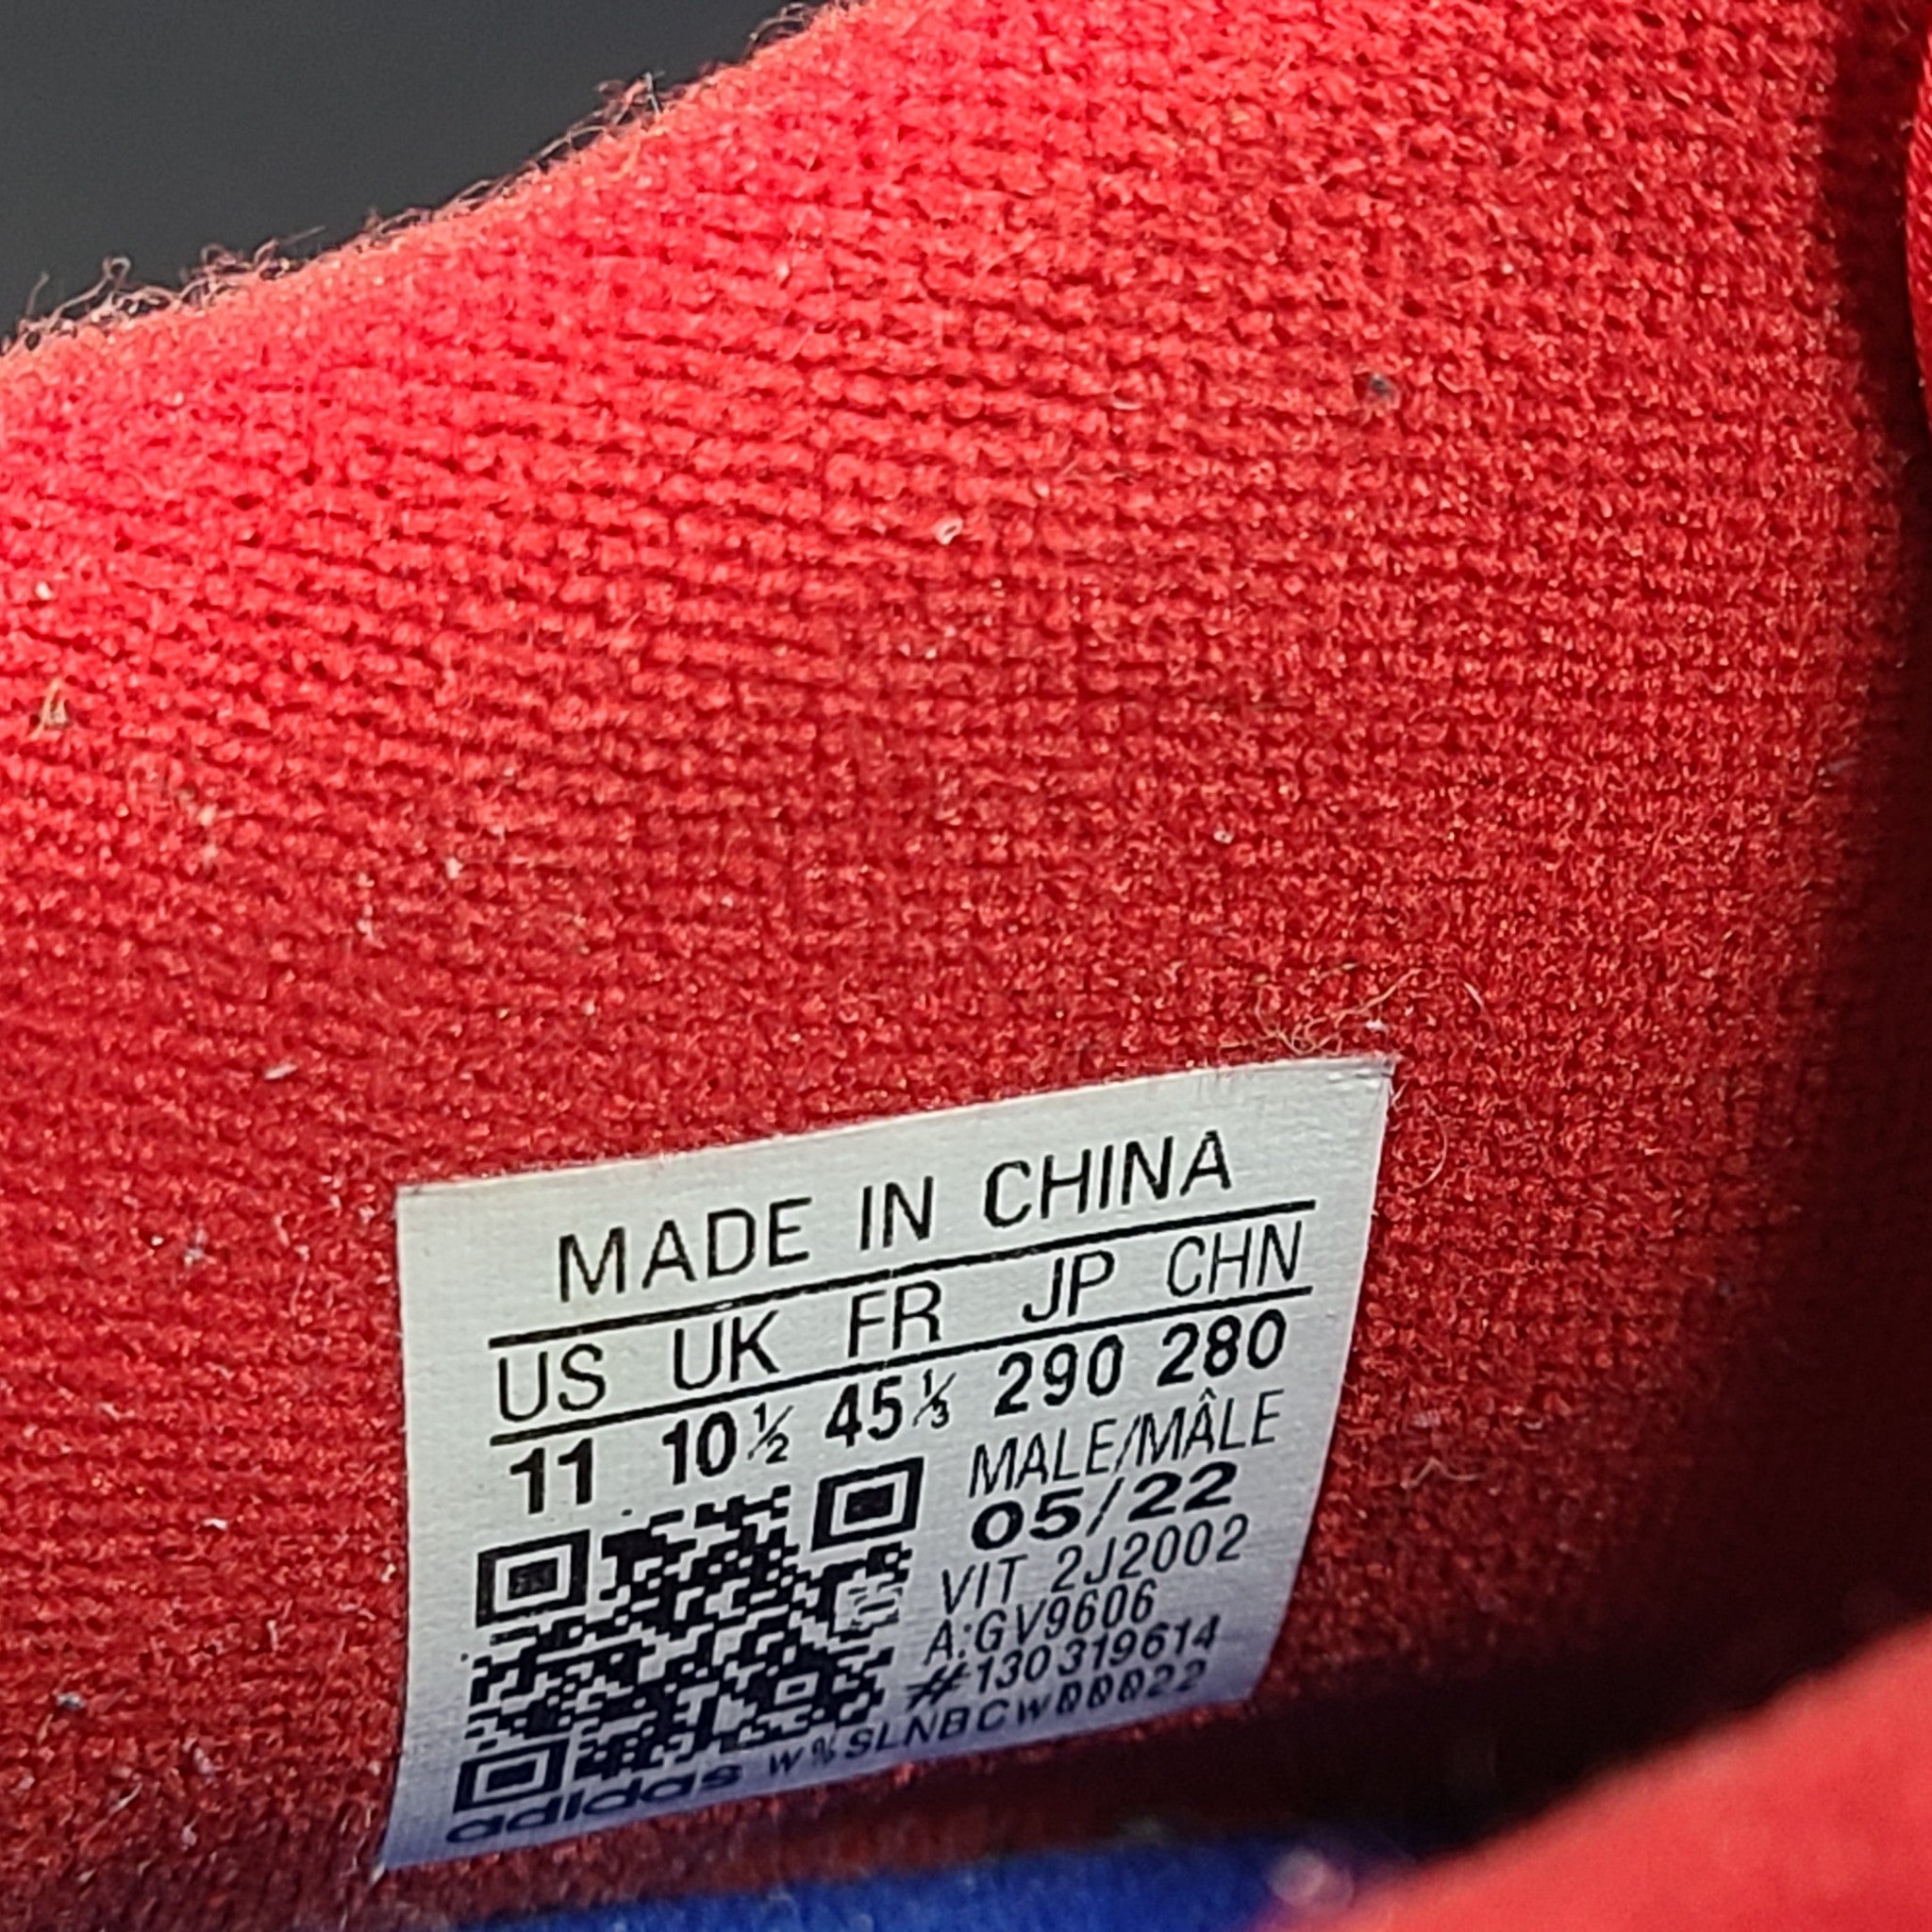 MADE IN CHINA
US UK FR JP CHN
11 10½ 45⅓ 290 280
MALE/MÂLE
05/22
VIT 2J2002
A:GV9606
#130319614
adidas W%SLNBCW00022